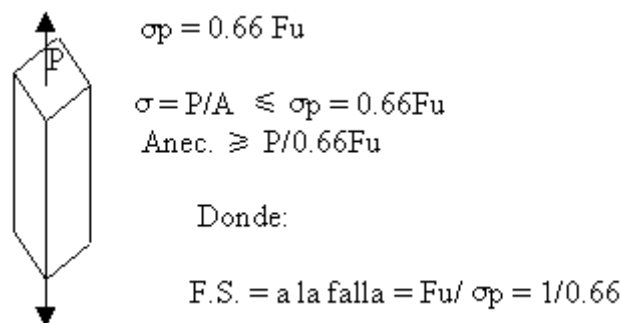 σp = 0.66 Fu
P
σ = P/A ⩽ σp = 0.66Fu
Anec. ⩾ P/0.66Fu
Donde:
F.S. = a la falla = Fu/ σp = 1/0.66